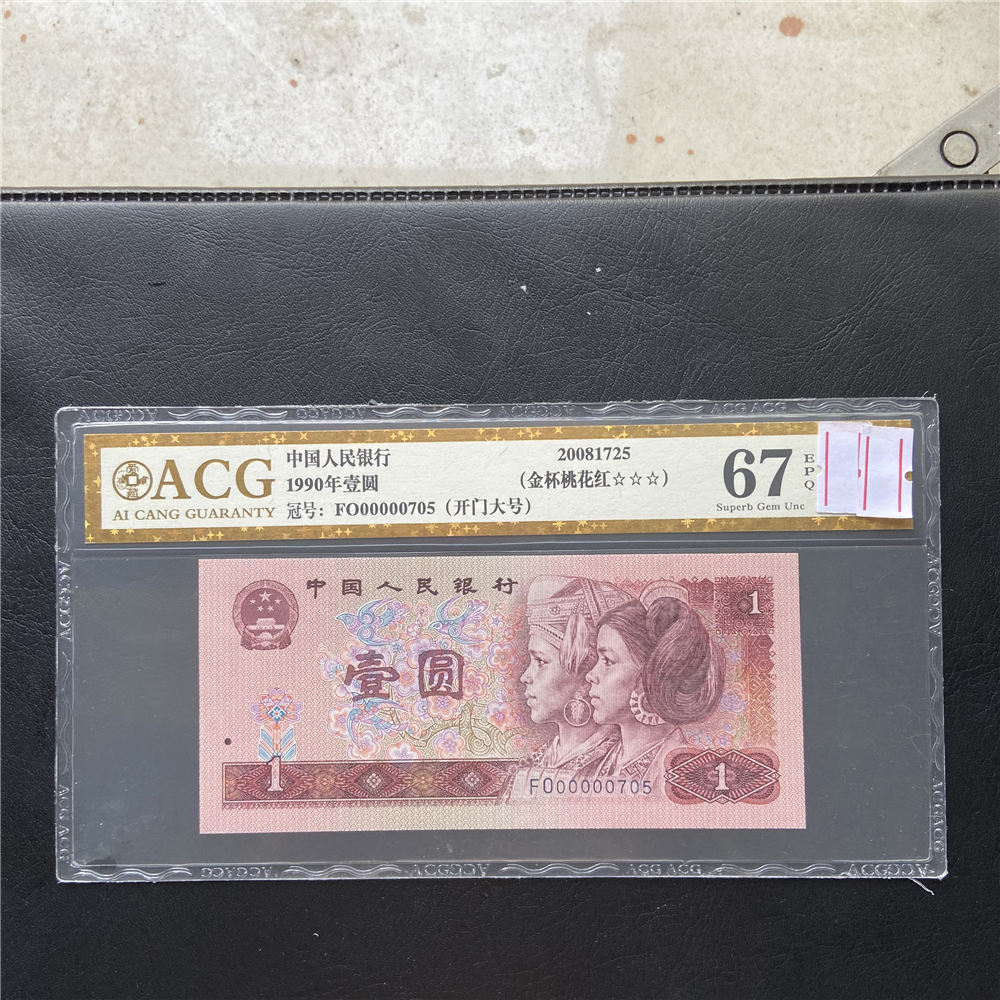 ACG
AI CANG GUARANTY
中国人民银行
1990年壹圆
冠号：FO00000705（开门大号）
20081725
（金杯桃花红☆☆☆）
67
EPQ
Superb Gem Unc
中国人民银行
壹圆
1
1
FO00000705
1